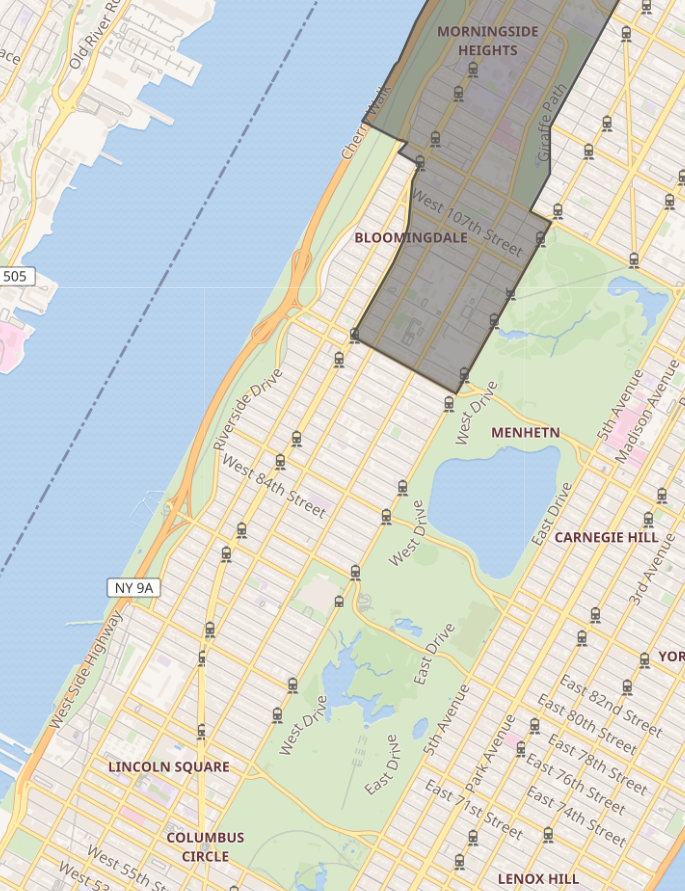 MORNINGSIDE
HEIGHTS
Old River Ro
ace
Cherry Walk
Giraffe Path
West 107th Street
BLOOMINGDALE
505
5th Avenue
Madison Avenue
Riverside Drive
West Drive
MENHETN
West 84th Street
West Drive
East Drive
CARNEGIE HILL
3rd Avenue
NY 9A
East Drive
YOR
West Side Highway
West Drive
5th Avenue
East 82nd Street
East 80th Street
Park Avenue
East 78th Street
East 76th Street
LINCOLN SQUARE
East Drive
East 74th Street
East 71st Street
COLUMBUS
CIRCLE
West 55th Street
West 53
LENOX HILL